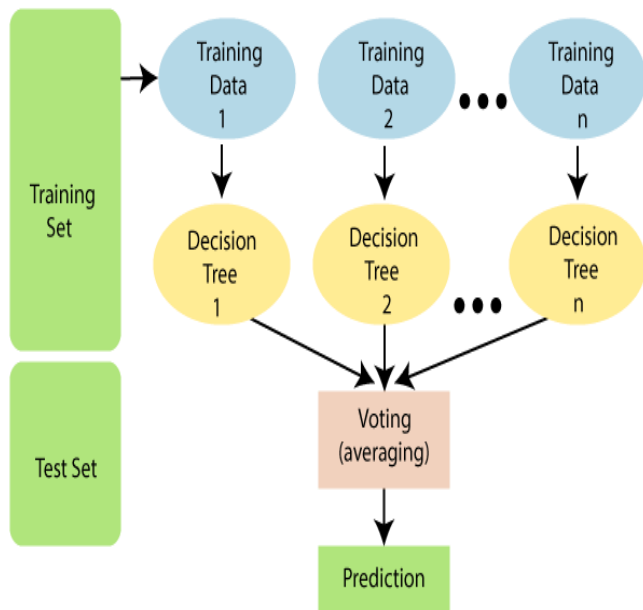 Training
Data
1
Training
Data
2
Training
Data
n
Training
Set
Decision
Tree
1
Decision
Tree
2
Decision
Tree
n
Test Set
Voting
(averaging)
Prediction